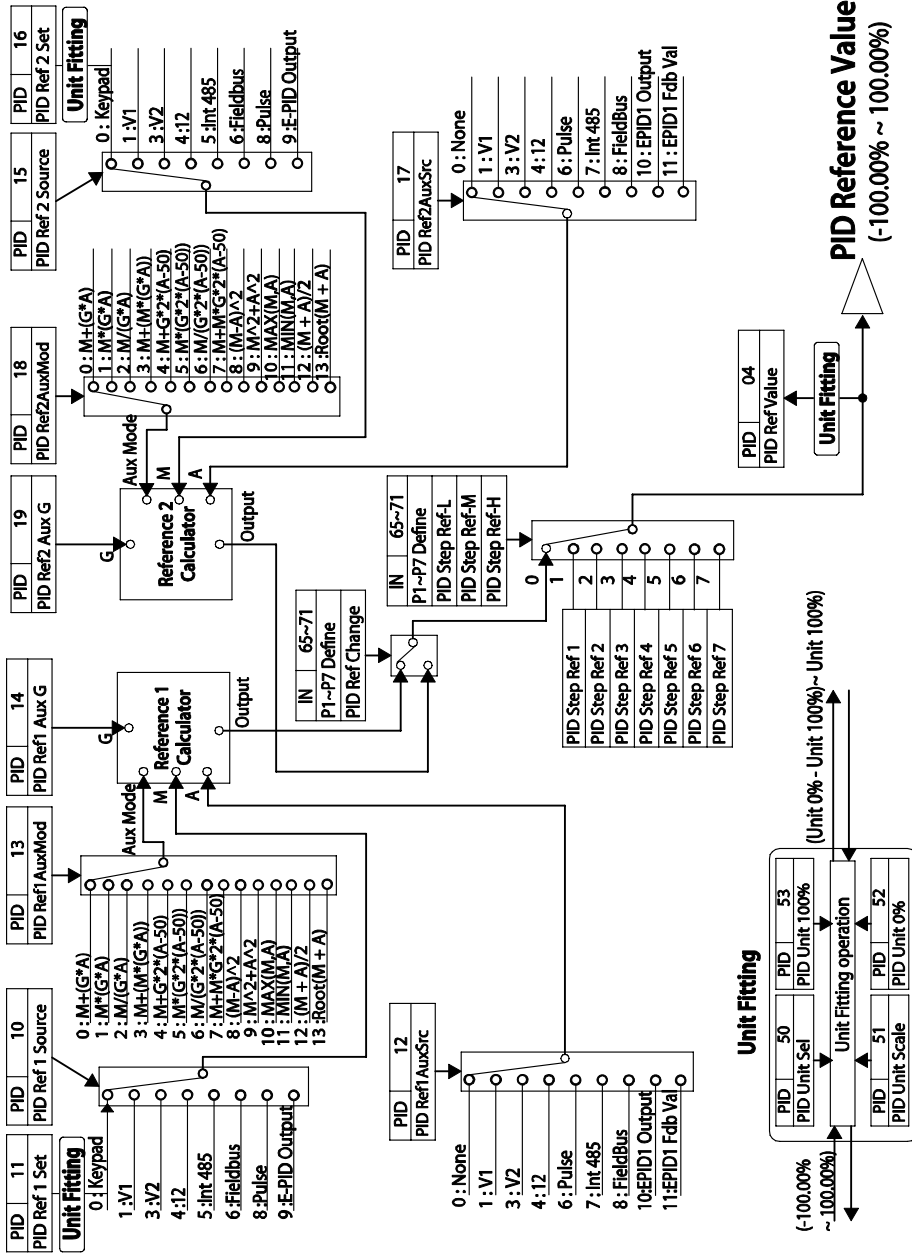 PID 11
PID Ref 1 Set
Unit Fitting
PID 10
PID Ref 1 Source
0 : Keypad
1 :V1
3 :V2
4 :12
5 :Int 485
6 :Fieldbus
8 :Pulse
9 :E-PID Output
PID 13
PID Ref1AuxMod
0 : M+(G*A)
1 : M*(G*A)
2 : M/(G*A)
3 : M+(M*(G*A))
4 : M+G*2*(A-50)
5 : M*(G*2*(A-50))
6 : M/(G*2*(A-50))
7 : M+M*G*2*(A-50)
8 : (M-A)^2
9 : M^2+A^2
10 : MAX(M,A)
11 : MIN(M,A)
12 : (M + A)/2
13 :Root(M + A)
PID 14
PID Ref1 Aux G
G
Aux Mode
M
A
Reference 1
Calculator
Output
PID 12
PID Ref1AuxSrc
0 : None
1 : V1
3 : V2
4 : 12
6 : Pulse
7 : Int 485
8 : FieldBus
10:EPID1 Output
11:EPID1 Fdb Val
PID 19
PID Ref2 Aux G
G
Aux Mode
M
A
Reference 2
Calculator
Output
PID 18
PID Ref2AuxMod
0 : M+(G*A)
1 : M*(G*A)
2 : M/(G*A)
3 : M+(M*(G*A))
4 : M+G*2*(A-50)
5 : M*(G*2*(A-50))
6 : M/(G*2*(A-50))
7 : M+M*G*2*(A-50)
8 : (M-A)^2
9 : M^2+A^2
10 : MAX(M,A)
11 : MIN(M,A)
12 : (M + A)/2
13 :Root(M + A)
PID 15
PID Ref 2 Source
PID 16
PID Ref 2 Set
Unit Fitting
0 : Keypad
1 :V1
3 :V2
4 :12
5 :Int 485
6 :Fieldbus
8 :Pulse
9 :E-PID Output
PID 17
PID Ref2AuxSrc
0 : None
1 : V1
3 : V2
4 : 12
6 : Pulse
7 : Int 485
8 : FieldBus
10 : EPID1 Output
11 : EPID1 Fdb Val
IN 65~71
P1~P7 Define
PID Ref Change
IN 65~71
P1~P7 Define
PID Step Ref-L
PID Step Ref-M
PID Step Ref-H
0
1
2
3
4
5
6
7
PID Step Ref 1
PID Step Ref 2
PID Step Ref 3
PID Step Ref 4
PID Step Ref 5
PID Step Ref 6
PID Step Ref 7
PID 04
PID Ref Value
Unit Fitting
PID Reference Value
(-100.00% ~ 100.00%)
Unit Fitting
(-100.00%
~ 100.00%)
PID 50
PID Unit Sel
PID 53
PID Unit 100%
Unit Fitting operation
PID 51
PID Unit Scale
PID 52
PID Unit 0%
(Unit 0% - Unit 100%) ~ Unit 100%)